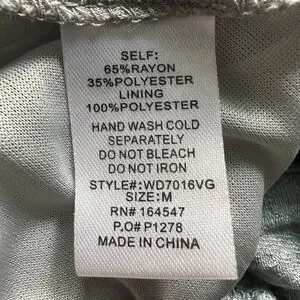 SELF:
65%RAYON
35%POLYESTER
LINING
100%POLYESTER
HAND WASH COLD
SEPARATELY
DO NOT BLEACH
DO NOT IRON
STYLE#:WD7016VG
SIZE:M
RN# 164547
P.O# P1278
MADE IN CHINA